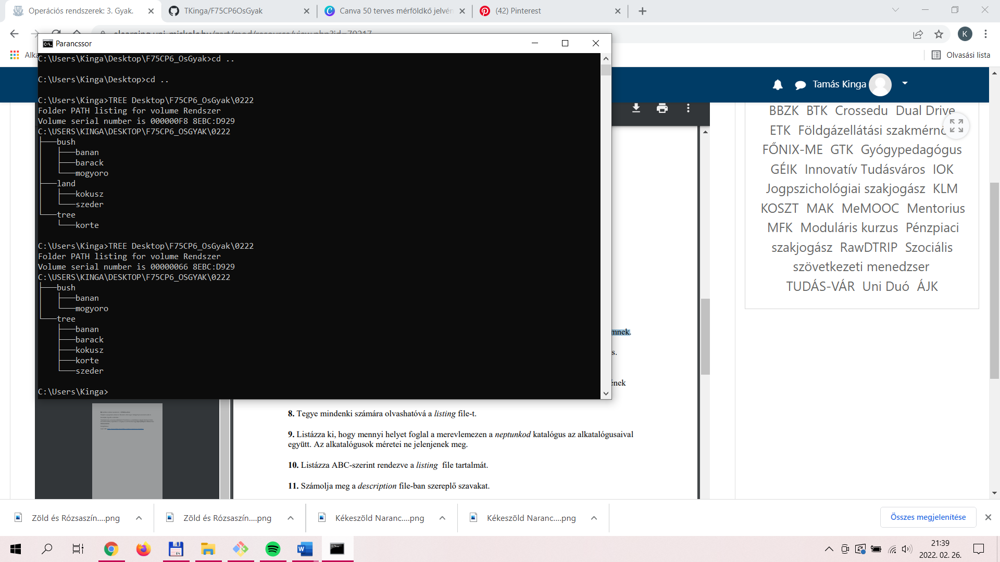 Operációs rendszerek: 3. Gyak.
TKinga/F75CP6OsGyak
Canva 50 terves mérföldkő jelvén
(42) Pinterest
K
Olvasási lista
Parancssor
C:\Users\Kinga\Desktop\F75CP6_OsGyak>cd ..
C:\Users\Kinga\Desktop>cd ..
C:\Users\Kinga>TREE Desktop\F75CP6_OsGyak\0222
Folder PATH listing for volume Rendszer
Volume serial number is 000000F8 8EBC:D929
C:\USERS\KINGA\DESKTOP\F75CP6_OSGYAK\0222
├───bush
│   ├───banan
│   ├───barack
│   └───mogyoro
├───land
│   ├───kokusz
│   └───szeder
└───tree
    └───korte
C:\Users\Kinga>TREE Desktop\F75CP6_OsGyak\0222
Folder PATH listing for volume Rendszer
Volume serial number is 00000066 8EBC:D929
C:\USERS\KINGA\DESKTOP\F75CP6_OSGYAK\0222
├───bush
│   ├───banan
│   └───mogyoro
└───tree
    ├───banan
    ├───barack
    ├───kokusz
    ├───korte
    └───szeder
C:\Users\Kinga>
Tamás Kinga
BBZK BTK Crossedu Dual Drive
ETK Földgázellátási szakmérnö
FŐNIX-ME GTK Gyógypedagógus
GÉIK Innovatív Tudásváros IOK
Jogpszichológiai szakjogász KLM
KOSZT MAK MeMOOC Mentorius
MFK Moduláris kurzus Pénzpiaci
szakjogász RawDTRIP Szociális
szövetkezeti menedzser
TUDÁS-VÁR Uni Duó ÁJK
mnek.
s.
ének
8. Tegye mindenki számára olvashatóvá a listing file-t.
9. Listázza ki, hogy mennyi helyet foglal a merevlemezen a neptunkod katalógus az alkatalógusaival
együtt. Az alkatalógusok méretei ne jelenjenek meg.
10. Listázza ABC-szerint rendezve a listing file tartalmát.
11. Számolja meg a description file-ban szereplő szavakat.
Zöld és Rózsaszín....png
Zöld és Rózsaszín....png
Kékeszöld Naranc....png
Kékeszöld Naranc....png
Összes megjelenítése
21:39
2022. 02. 26.